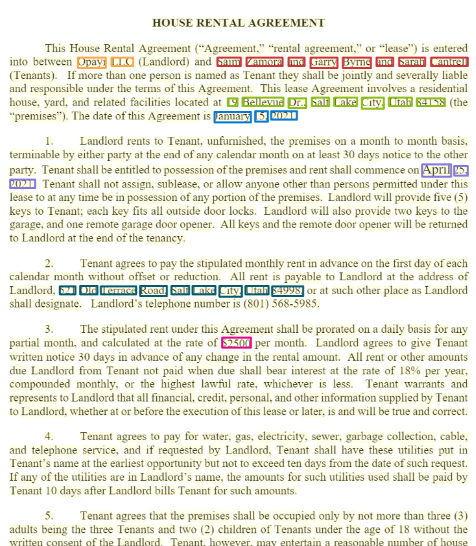 HOUSE RENTAL AGREEMENT
This House Rental Agreement (“Agreement,” “rental agreement,” or “lease”) is entered
into between Opayi LLC (Landlord) and Saim Zamora and Garry Byrne and Sarah Cantrell
(Tenants). If more than one person is named as Tenant they shall be jointly and severally liable
and responsible under the terms of this Agreement. This Lease Agreement involves a residential
house, yard, and related facilities located at 19 Bellevue Dr., Salt Lake City, Utah 84158 (the
“premises”). The date of this Agreement is January 15, 2021
1. Landlord rents to Tenant, unfurnished, the premises on a month to month basis,
terminable by either party at the end of any calendar month on at least 30 days notice to the other
party. Tenant shall be entitled to possession of the premises and rent shall commence on April 25,
2021. Tenant shall not assign, sublease, or allow anyone other than persons permitted under this
lease to at any time be in possession of any portion of the premises. Landlord will provide five (5)
keys to Tenant; each key fits all outside door locks. Landlord will also provide two keys to the
garage, and one remote garage door opener. All keys and the remote door opener will be returned
to Landlord at the end of the tenancy.
2. Tenant agrees to pay the stipulated monthly rent in advance on the first day of each
calendar month without offset or reduction. All rent is payable to Landlord at the address of
Landlord, 521 Old Terrace Road, Salt Lake City, Utah 84998, or at such other place as Landlord
shall designate. Landlord’s telephone number is (801) 568-5985.
3. The stipulated rent under this Agreement shall be prorated on a daily basis for any
partial month, and calculated at the rate of $2500 per month. Landlord agrees to give Tenant
written notice 30 days in advance of any change in the rental amount. All rent or other amounts
due Landlord from Tenant not paid when due shall bear interest at the rate of 18% per year,
compounded monthly, or the highest lawful rate, whichever is less. Tenant warrants and
represents to Landlord that all financial, credit, personal, and other information supplied by Tenant
to Landlord, whether at or before the execution of this lease or later, is and will be true and correct.
4. Tenant agrees to pay for water, gas, electricity, sewer, garbage collection, cable,
and telephone service, and if requested by Landlord, Tenant shall have these utilities put in
Tenant’s name at the earliest opportunity but not to exceed ten days from the date of such request.
If any of the utilities are in Landlord’s name, the amounts for such utilities used shall be paid by
Tenant 10 days after Landlord bills Tenant for such amounts.
5. Tenant agrees that the premises shall be occupied only by not more than three (3)
adults being the three Tenants and two (2) children of Tenants under the age of 18 without the
written consent of the Landlord. Tenant, however, may entertain a reasonable number of house